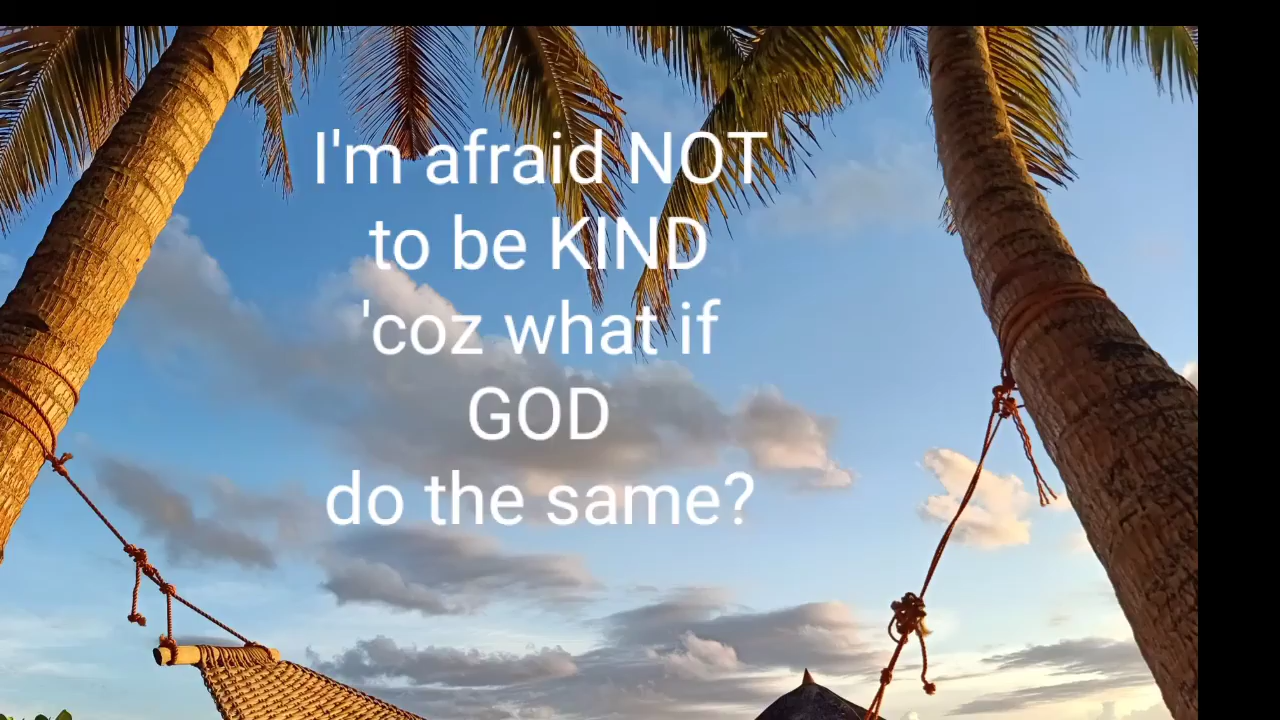 I'm afraid NOT
to be KIND
'coz what if
GOD
do the same?